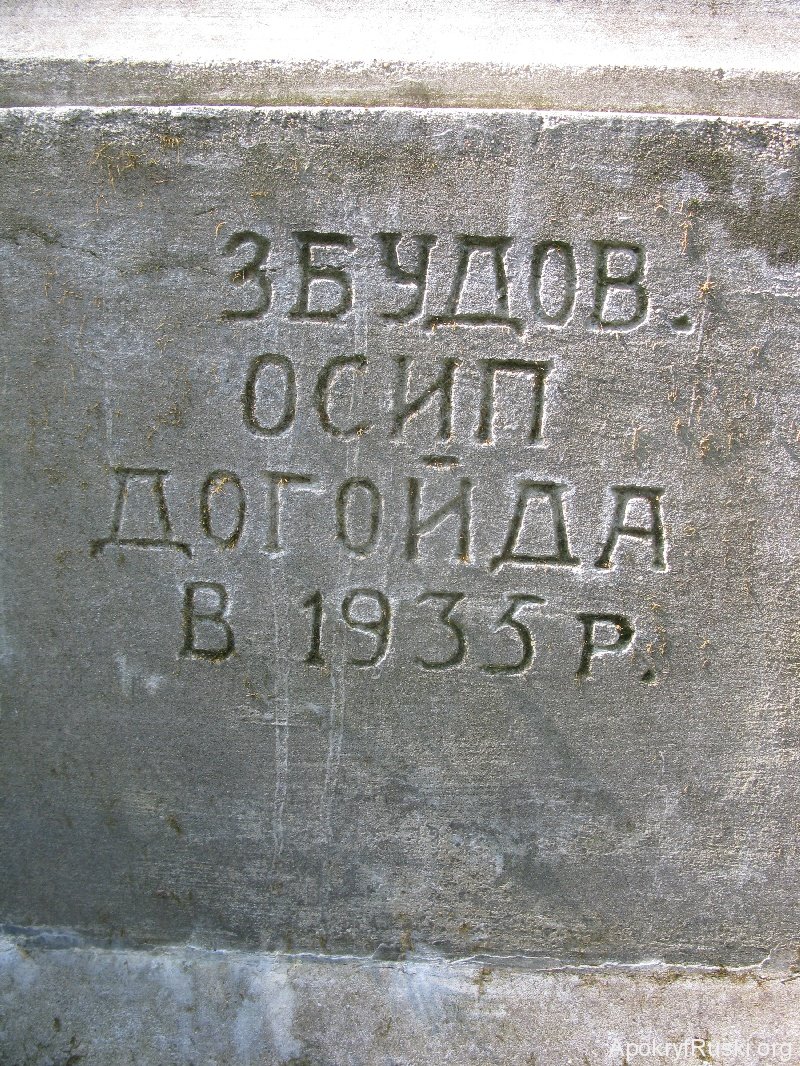 ЗБУДОВ.
ОСИП
ДОГОЙДА
В 1935 Р.
ApokryfRuski.org